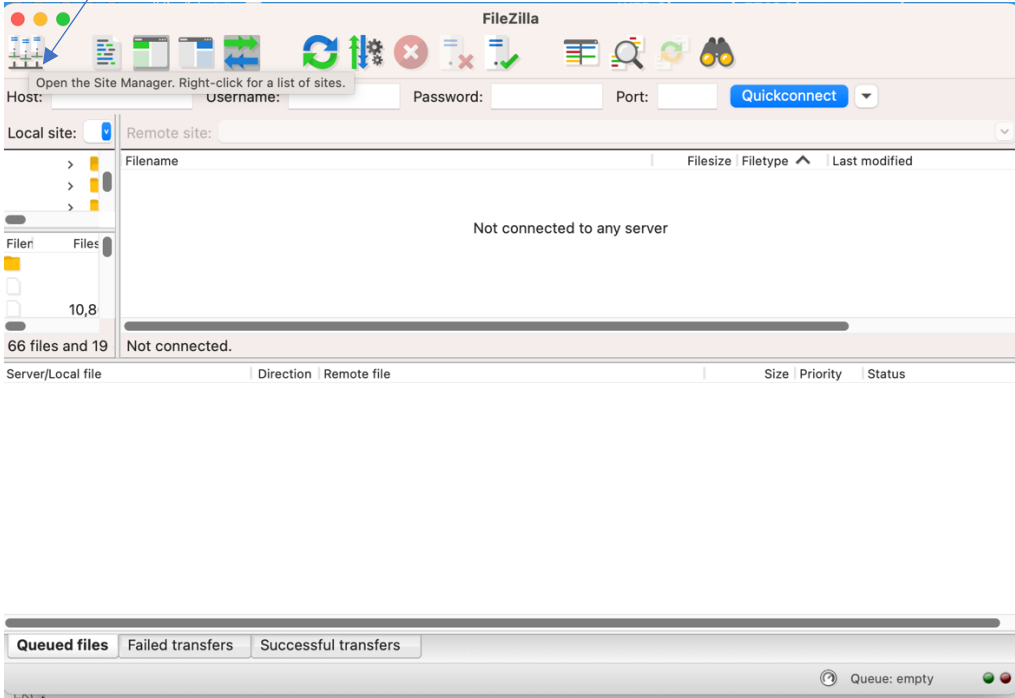 FileZilla
Open the Site Manager. Right-click for a list of sites.
Host: Username: Password: Port: Quickconnect
Local site: Remote site:
Filename Filesize Filetype Last modified
Not connected to any server
Files
10,8
66 files and 19 Not connected.
Server/Local file Direction Remote file Size Priority Status
Queued files Failed transfers Successful transfers
Queue: empty